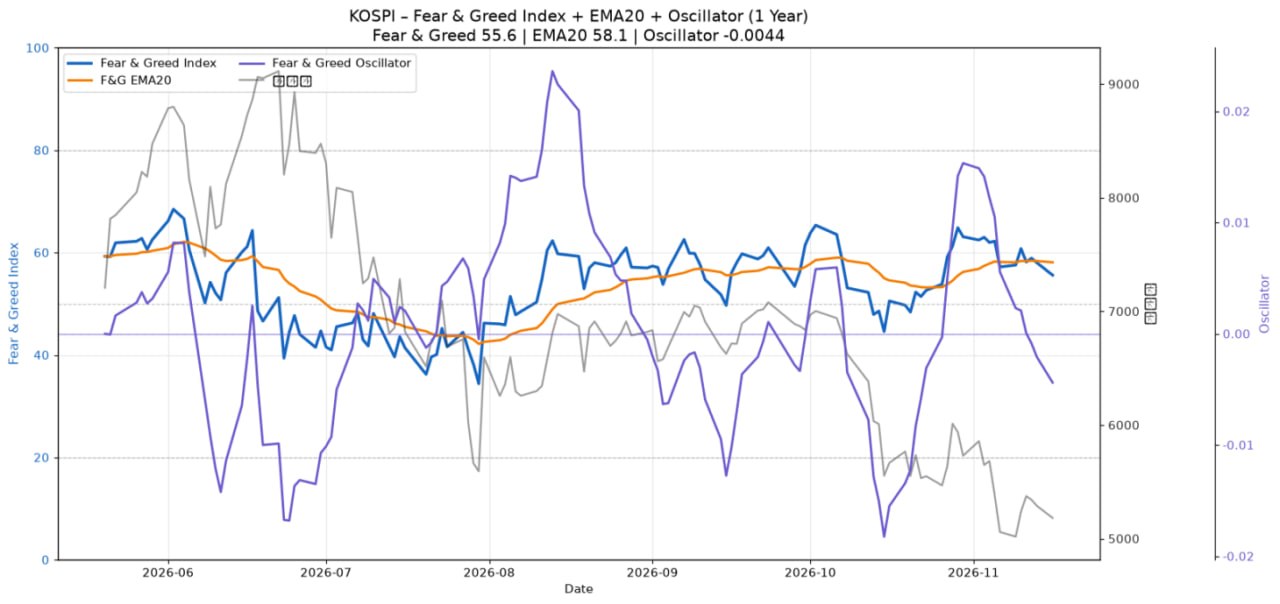 KOSPI – Fear & Greed Index + EMA20 + Oscillator (1 Year)
Fear & Greed 55.6 | EMA20 58.1 | Oscillator -0.0044
Fear & Greed Index
F&G EMA20
Fear & Greed Oscillator
Fear & Greed Index
100
80
60
40
20
0
9000
8000
7000
6000
5000
0.02
0.01
0.00
-0.01
-0.02
Oscillator
2026-06
2026-07
2026-08
2026-09
2026-10
2026-11
Date